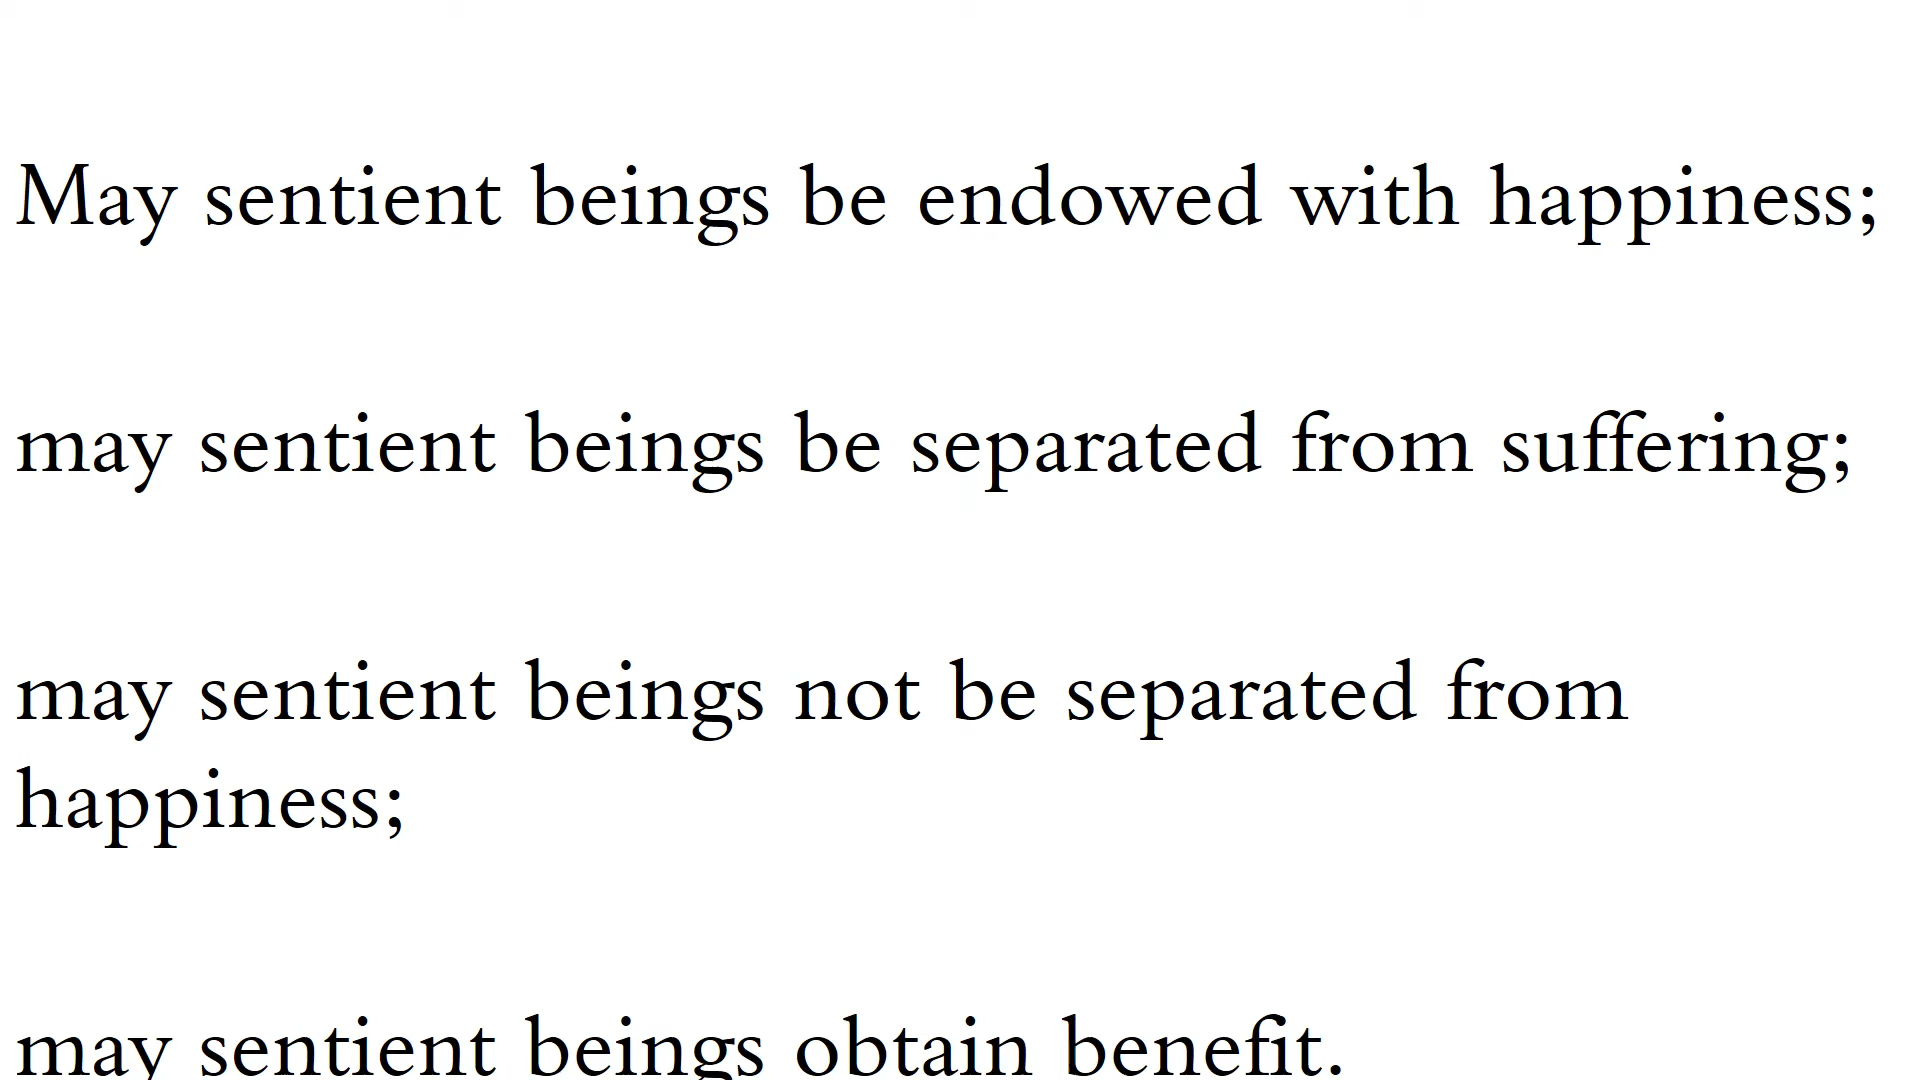 May sentient beings be endowed with happiness;
may sentient beings be separated from suffering;
may sentient beings not be separated from
happiness;
may sentient beings obtain benefit.